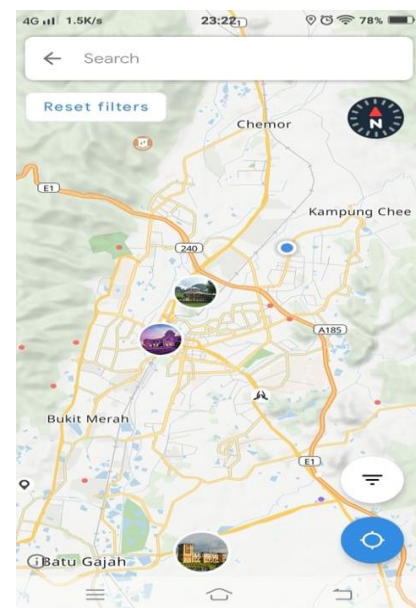 4G 1.5K/s 23:22 78%
Search
Reset filters
N
Chemor
E1
Kampung Chee
240
A185
Bukit Merah
E1
Batu Gajah